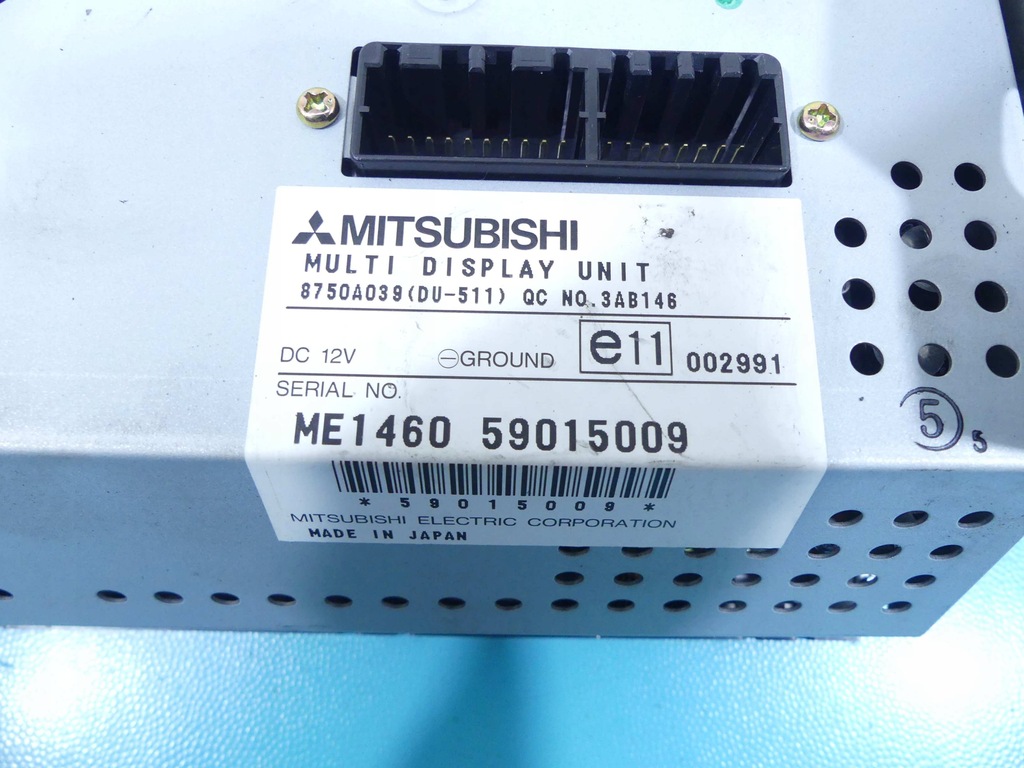 MITSUBISHI
MULTI DISPLAY UNIT
8750A039(DU-511) QC NO.3AB146
DC 12V ⊖GROUND e11 002991
SERIAL NO.
ME1460 59015009
*59015009*
MITSUBISHI ELECTRIC CORPORATION
MADE IN JAPAN
5 5